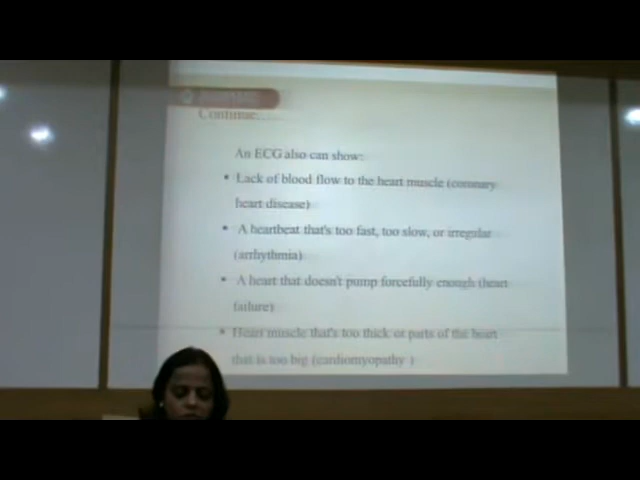 Continue.....
An ECG also can show:
• Lack of blood flow to the heart muscle (coronary
heart disease)
• A heartbeat that's too fast, too slow, or irregular
(arrhythmia)
• A heart that doesn't pump forcefully enough (heart
failure)
• Heart muscle that's too thick or parts of the heart
that is too big (cardiomyopathy )